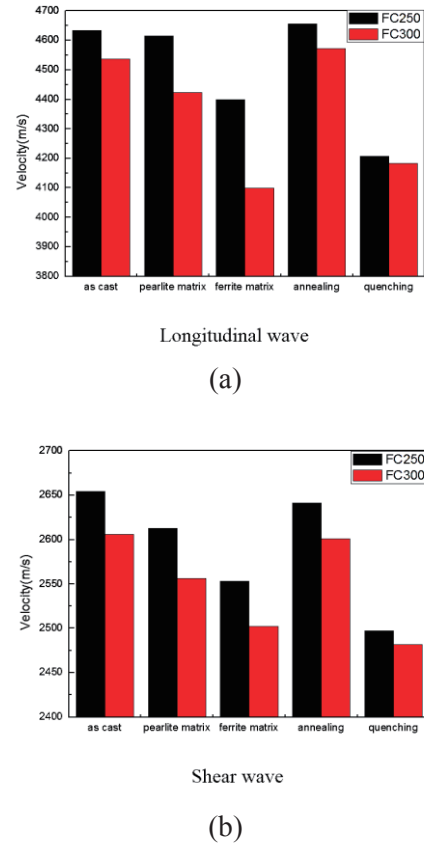 4700
4600
4500
4400
4300
4200
4100
4000
3900
3800
Velocity(m/s)
FC250
FC300
as cast pearlite matrix ferrite matrix annealing quenching
Longitudinal wave
(a)
2700
2650
2600
2550
2500
2450
2400
Velocity(m/s)
FC250
FC300
as cast pearlite matrix ferrite matrix annealing quenching
Shear wave
(b)